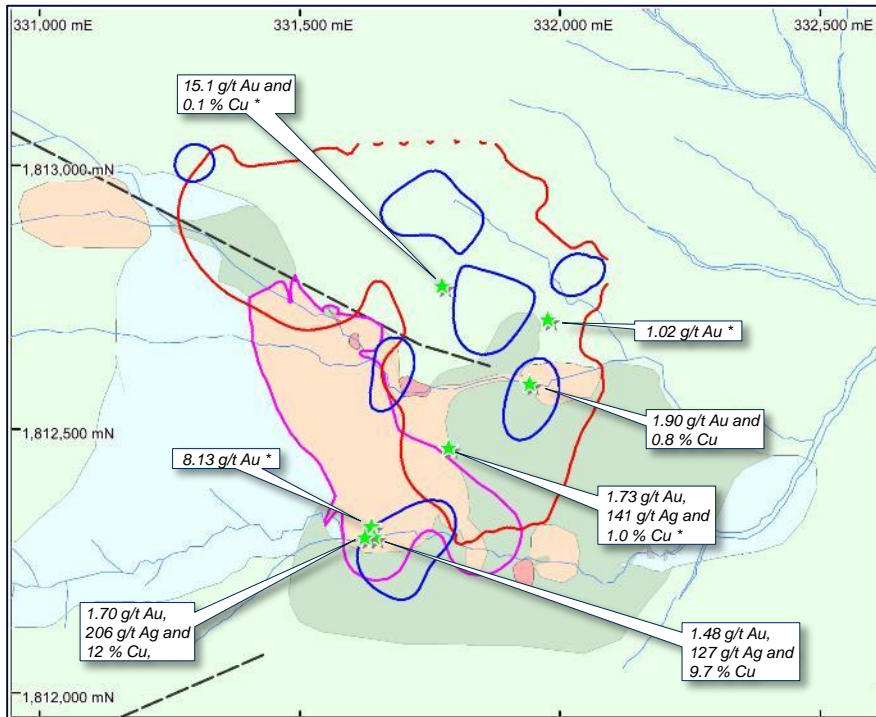 331,000 mE
331,500 mE
332,000 mE
332,500 mE
15.1 g/t Au and
0.1 % Cu *
1,813,000 mN
1.02 g/t Au *
1.90 g/t Au and
0.8 % Cu
1,812,500 mN
8.13 g/t Au *
1.73 g/t Au,
141 g/t Ag and
1.0 % Cu *
1.70 g/t Au,
206 g/t Ag and
12 % Cu,
1.48 g/t Au,
127 g/t Ag and
9.7 % Cu
1,812,000 mN